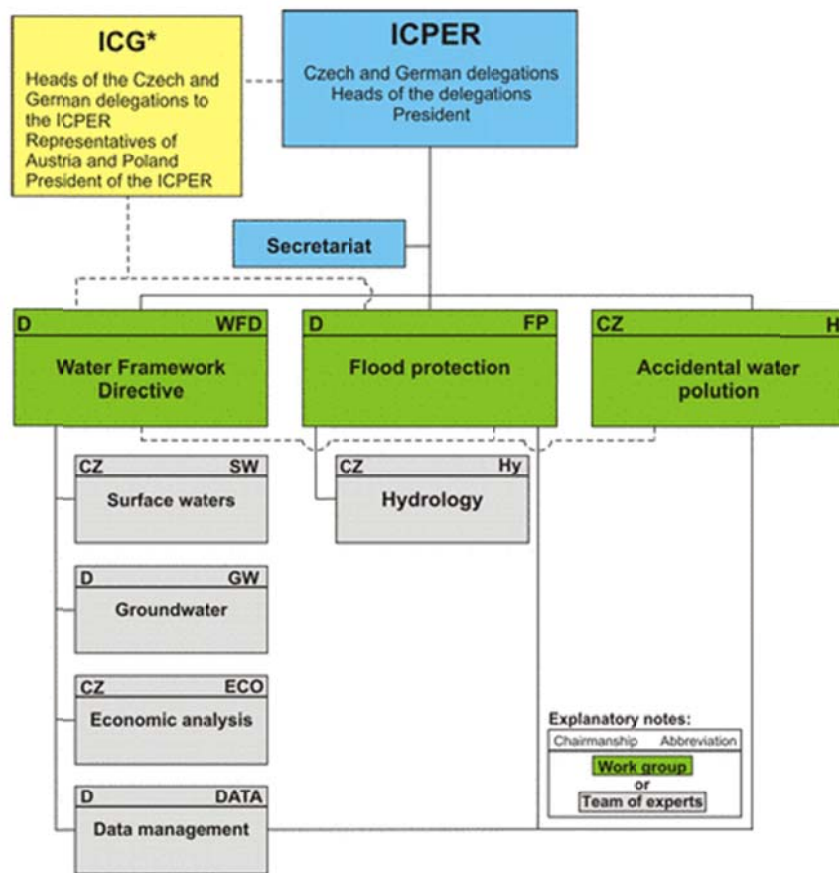 ICG*
Heads of the Czech and
German delegations to
the ICPER
Representatives of
Austria and Poland
President of the ICPER
ICPER
Czech and German delegations
Heads of the delegations
President
Secretariat
D WFD
Water Framework
Directive
D FP
Flood protection
CZ H
Accidental water
polution
CZ SW
Surface waters
CZ Hy
Hydrology
D GW
Groundwater
CZ ECO
Economic analysis
D DATA
Data management
Explanatory notes:
Chairmanship Abbreviation
Work group
or
Team of experts